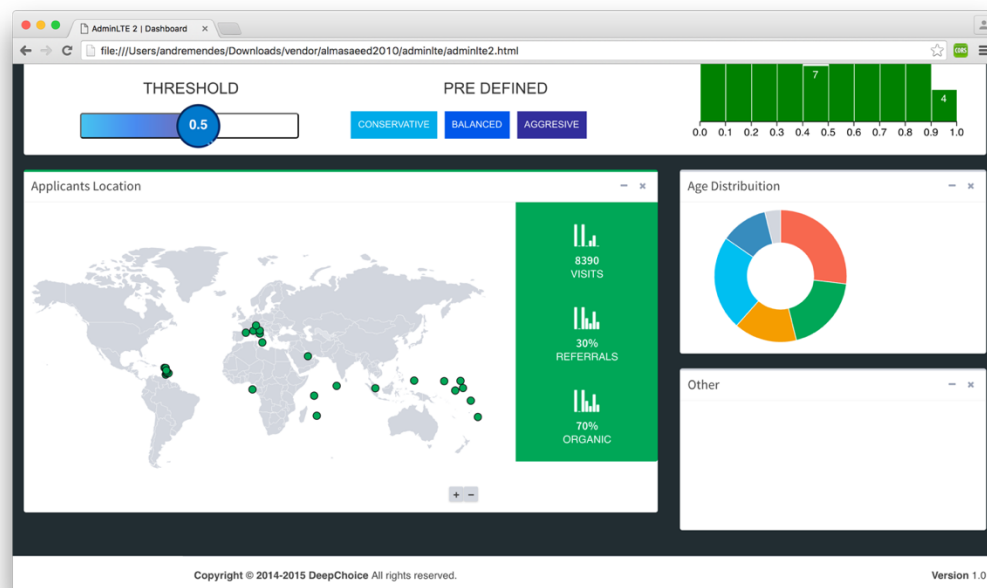 AdminLTE 2 | Dashboard
file:///Users/andremendes/Downloads/vendor/almasaeed2010/adminlte/adminlte2.html
CORS
THRESHOLD
0.5
PRE DEFINED
CONSERVATIVE BALANCED AGGRESIVE
7
4
0.0 0.1 0.2 0.3 0.4 0.5 0.6 0.7 0.8 0.9 1.0
Applicants Location
8390
VISITS
30%
REFERRALS
70%
ORGANIC
+ −
Age Distribuition
Other
Copyright © 2014-2015 DeepChoice All rights reserved.
Version 1.0